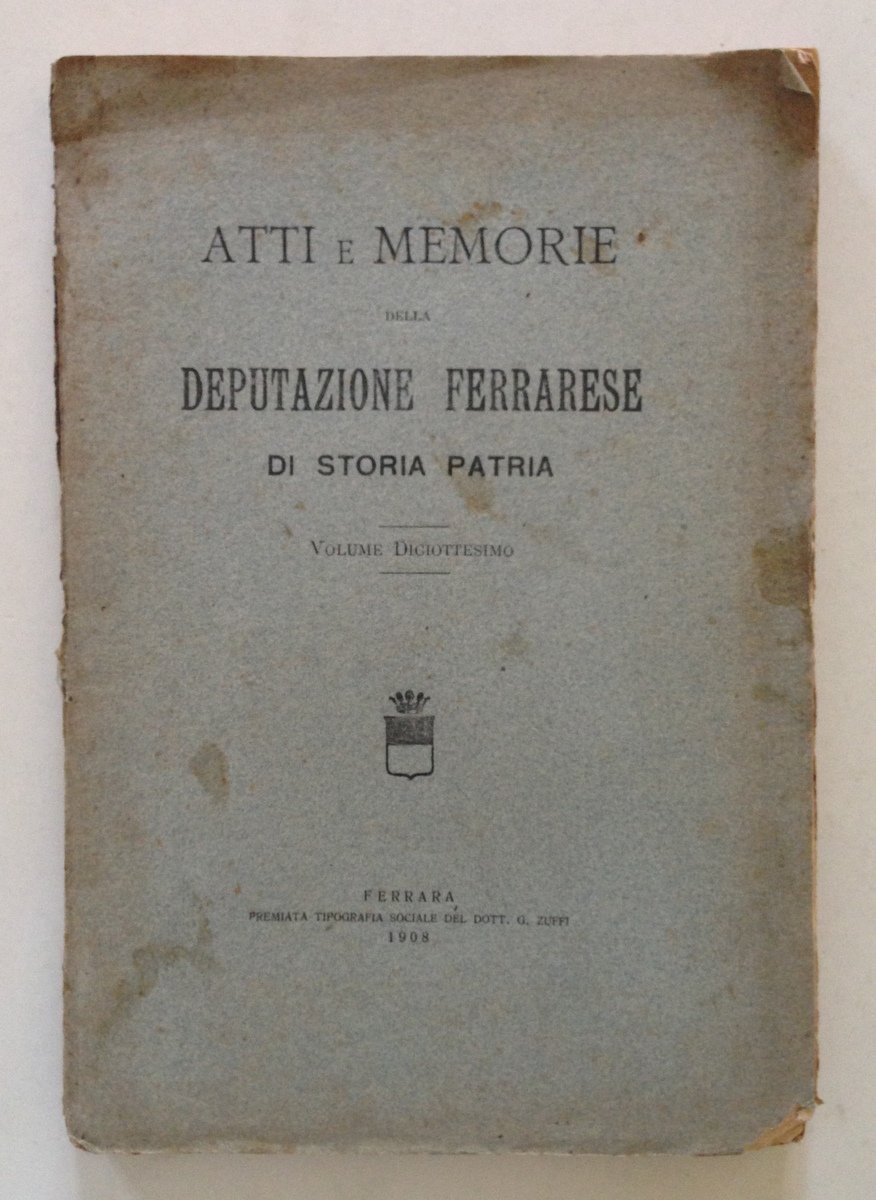 ATTI E MEMORIE
DELLA
DEPUTAZIONE FERRARESE
DI STORIA PATRIA
VOLUME DICIOTTESIMO
FERRARA
PREMIATA TIPOGRAFIA SOCIALE DEL DOTT. G. ZUFFI
1908